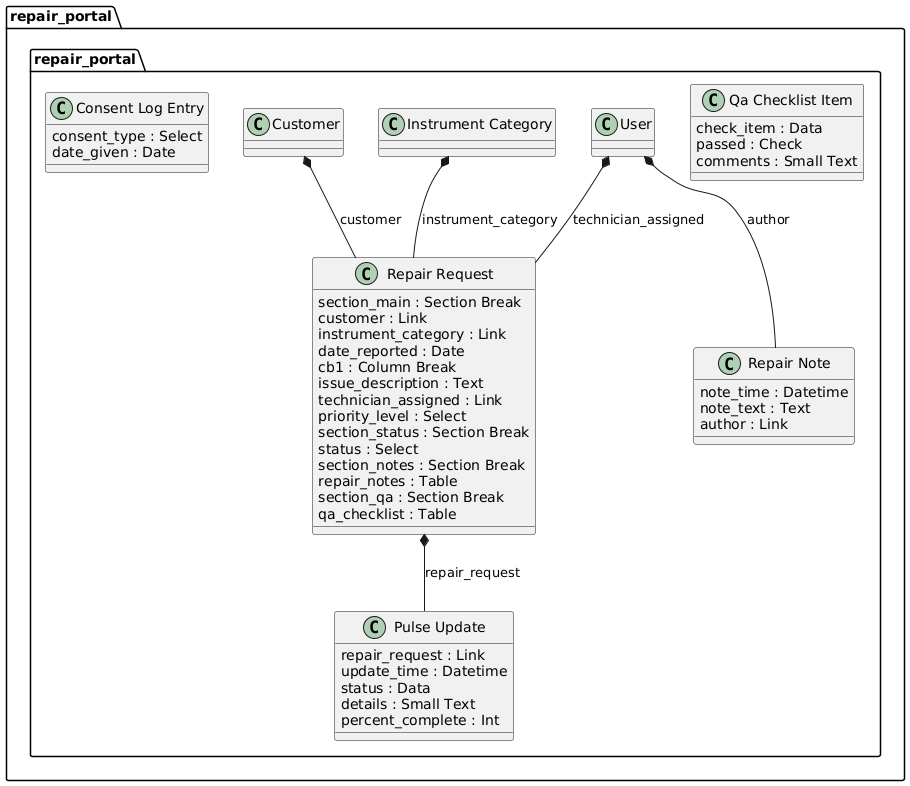 repair_portal
repair_portal
C Consent Log Entry
consent_type : Select
date_given : Date
C Customer
C Instrument Category
C User
C Qa Checklist Item
check_item : Data
passed : Check
comments : Small Text
customer
instrument_category
technician_assigned
author
C Repair Request
section_main : Section Break
customer : Link
instrument_category : Link
date_reported : Date
cb1 : Column Break
issue_description : Text
technician_assigned : Link
priority_level : Select
section_status : Section Break
status : Select
section_notes : Section Break
repair_notes : Table
section_qa : Section Break
qa_checklist : Table
C Repair Note
note_time : Datetime
note_text : Text
author : Link
repair_request
C Pulse Update
repair_request : Link
update_time : Datetime
status : Data
details : Small Text
percent_complete : Int